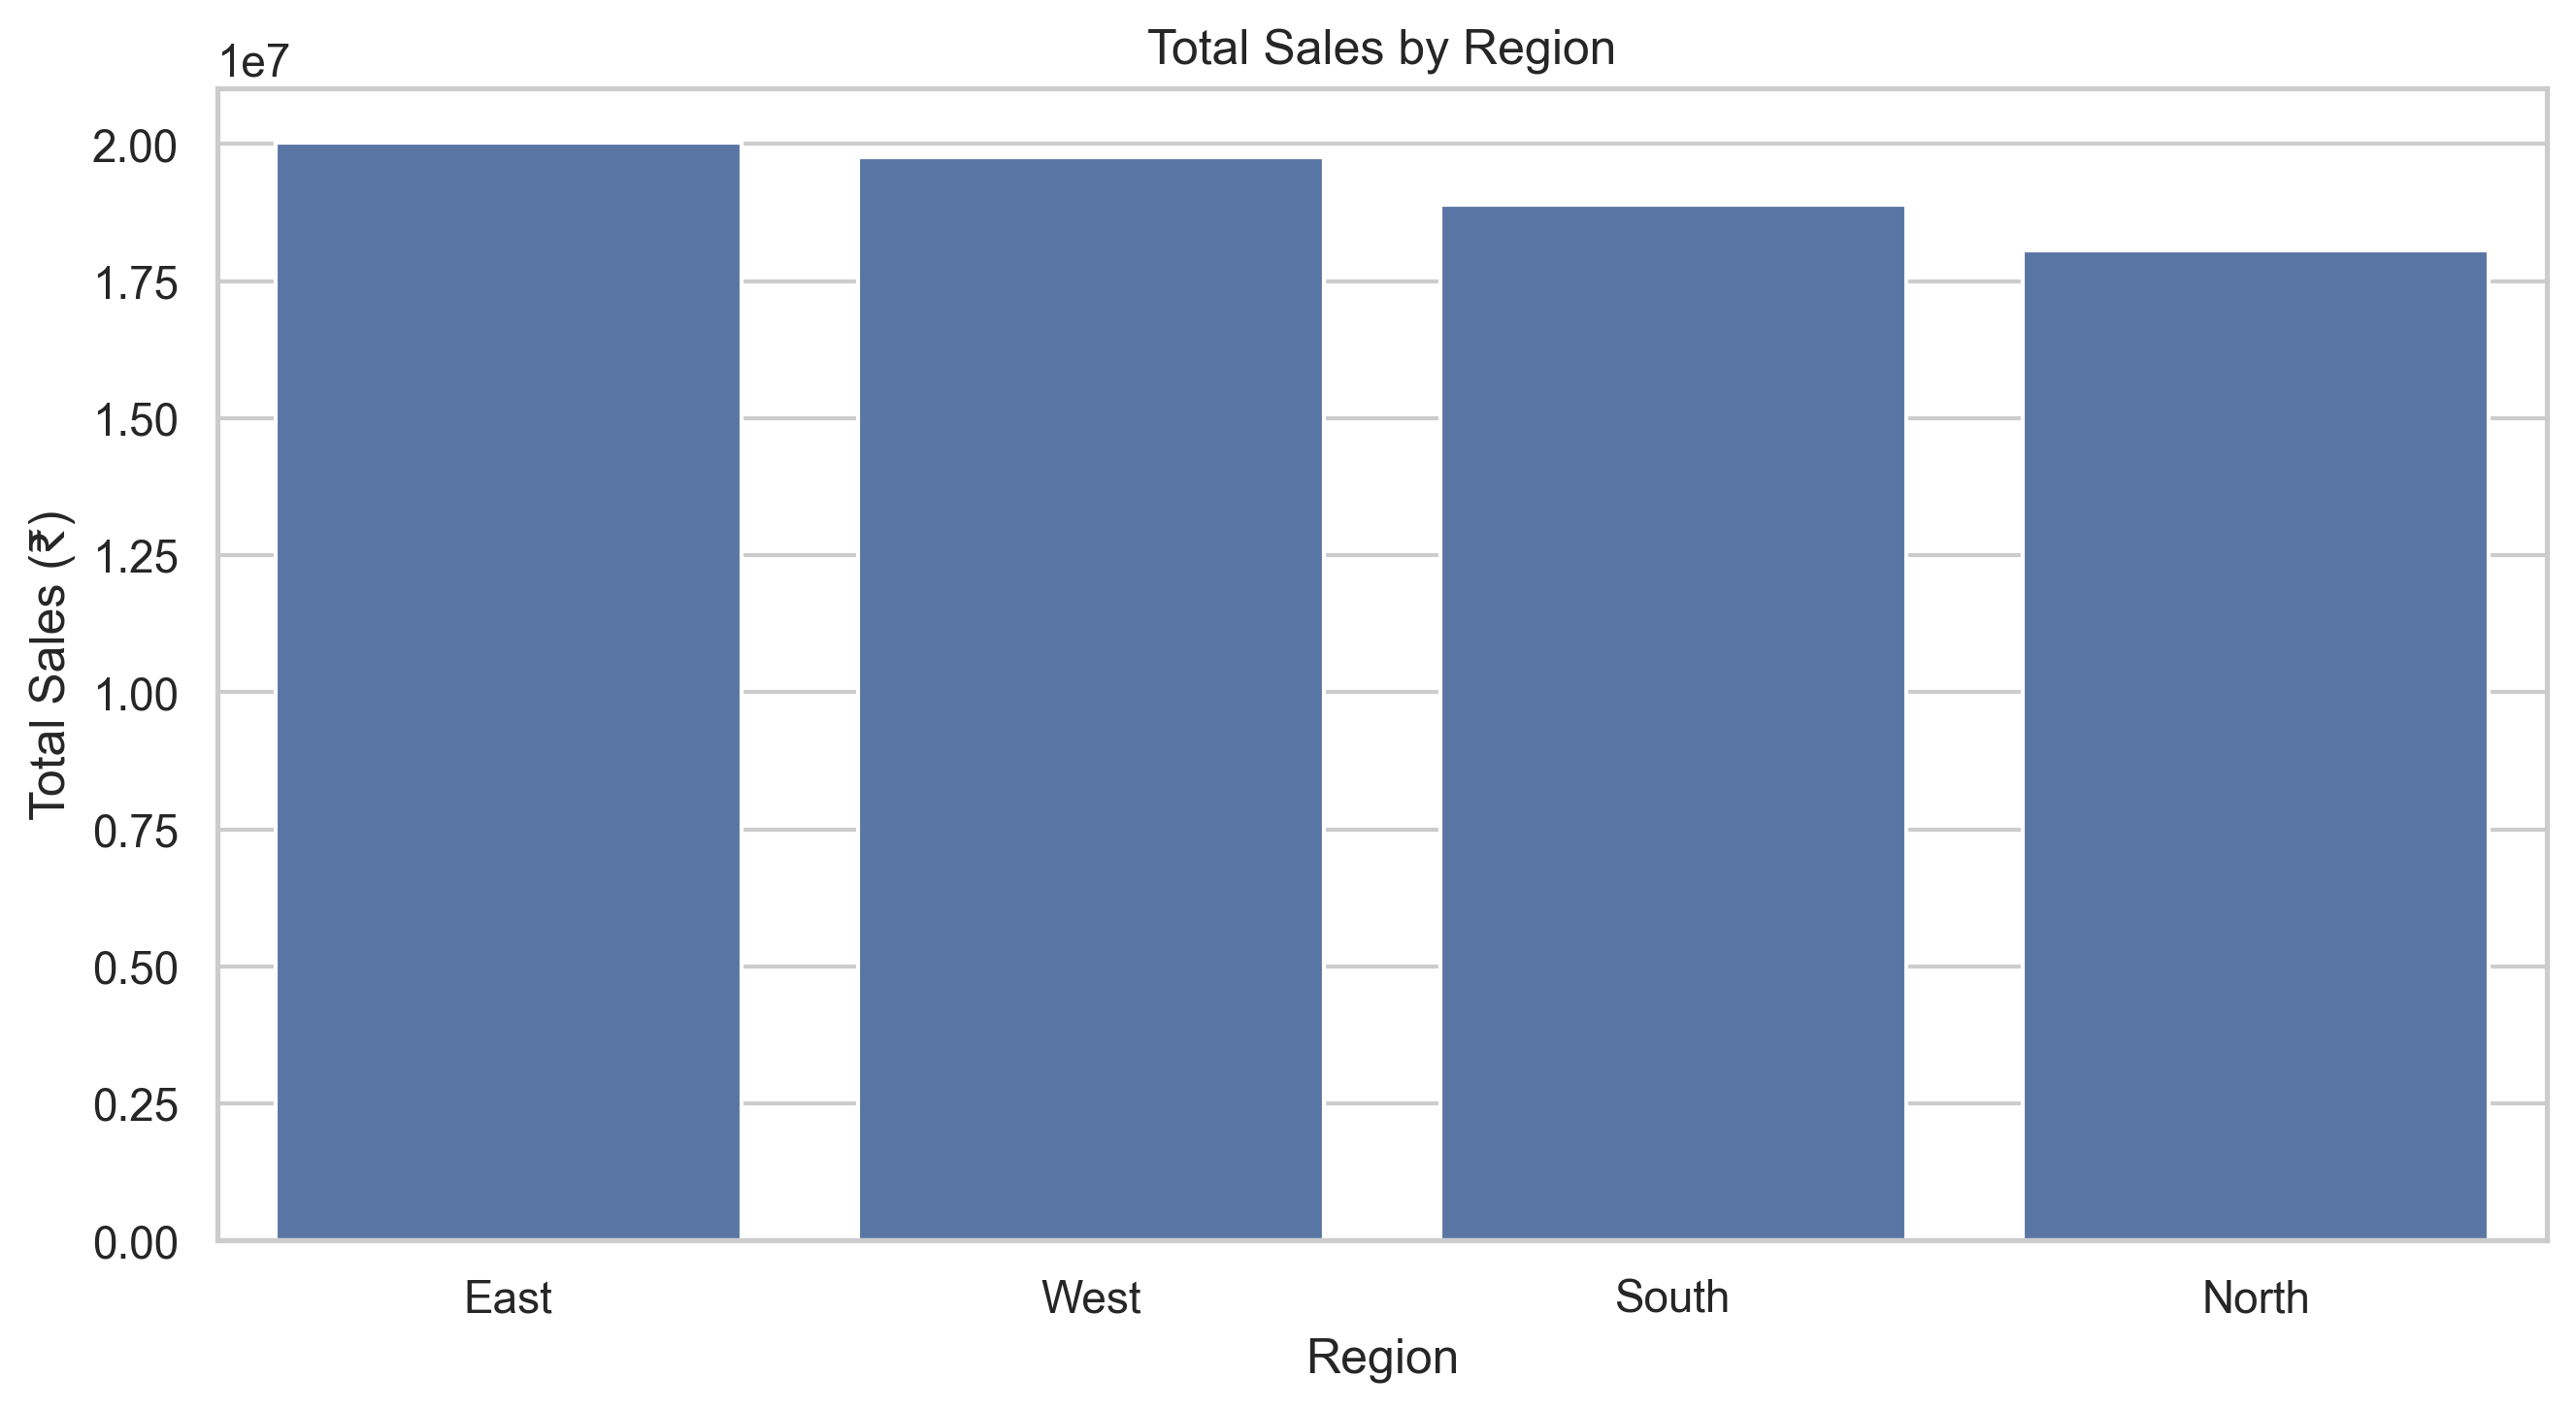 Total Sales by Region
1e7
2.00
1.75
1.50
1.25
1.00
0.75
0.50
0.25
0.00
Total Sales (₹)
East
West
South
North
Region